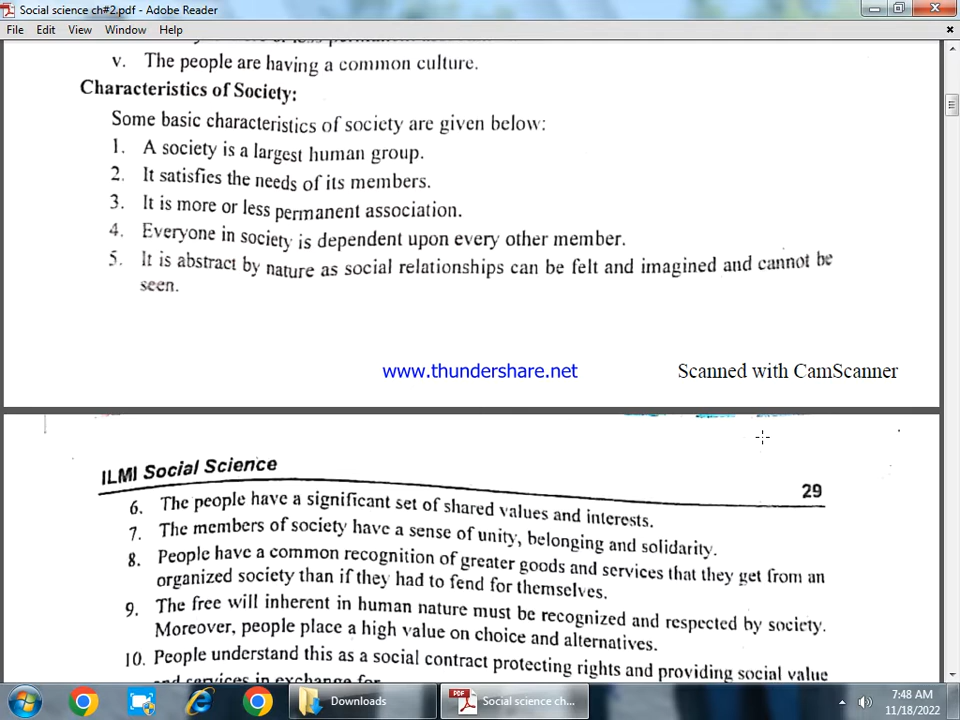 Social science ch#2.pdf - Adobe Reader
File Edit View Window Help
v. The people are having a common culture.
Characteristics of Society:
Some basic characteristics of society are given below:
1. A society is a largest human group.
2. It satisfies the needs of its members.
3. It is more or less permanent association.
4. Everyone in society is dependent upon every other member.
5. It is abstract by nature as social relationships can be felt and imagined and cannot be
seen.
www.thundershare.net Scanned with CamScanner
ILMI Social Science 29
6. The people have a significant set of shared values and interests.
7. The members of society have a sense of unity, belonging and solidarity.
8. People have a common recognition of greater goods and services that they get from an
organized society than if they had to fend for themselves.
9. The free will inherent in human nature must be recognized and respected by society.
Moreover, people place a high value on choice and alternatives.
10. People understand this as a social contract protecting rights and providing social value
and services in exchange for
Downloads Social science ch...
7:48 AM
11/18/2022